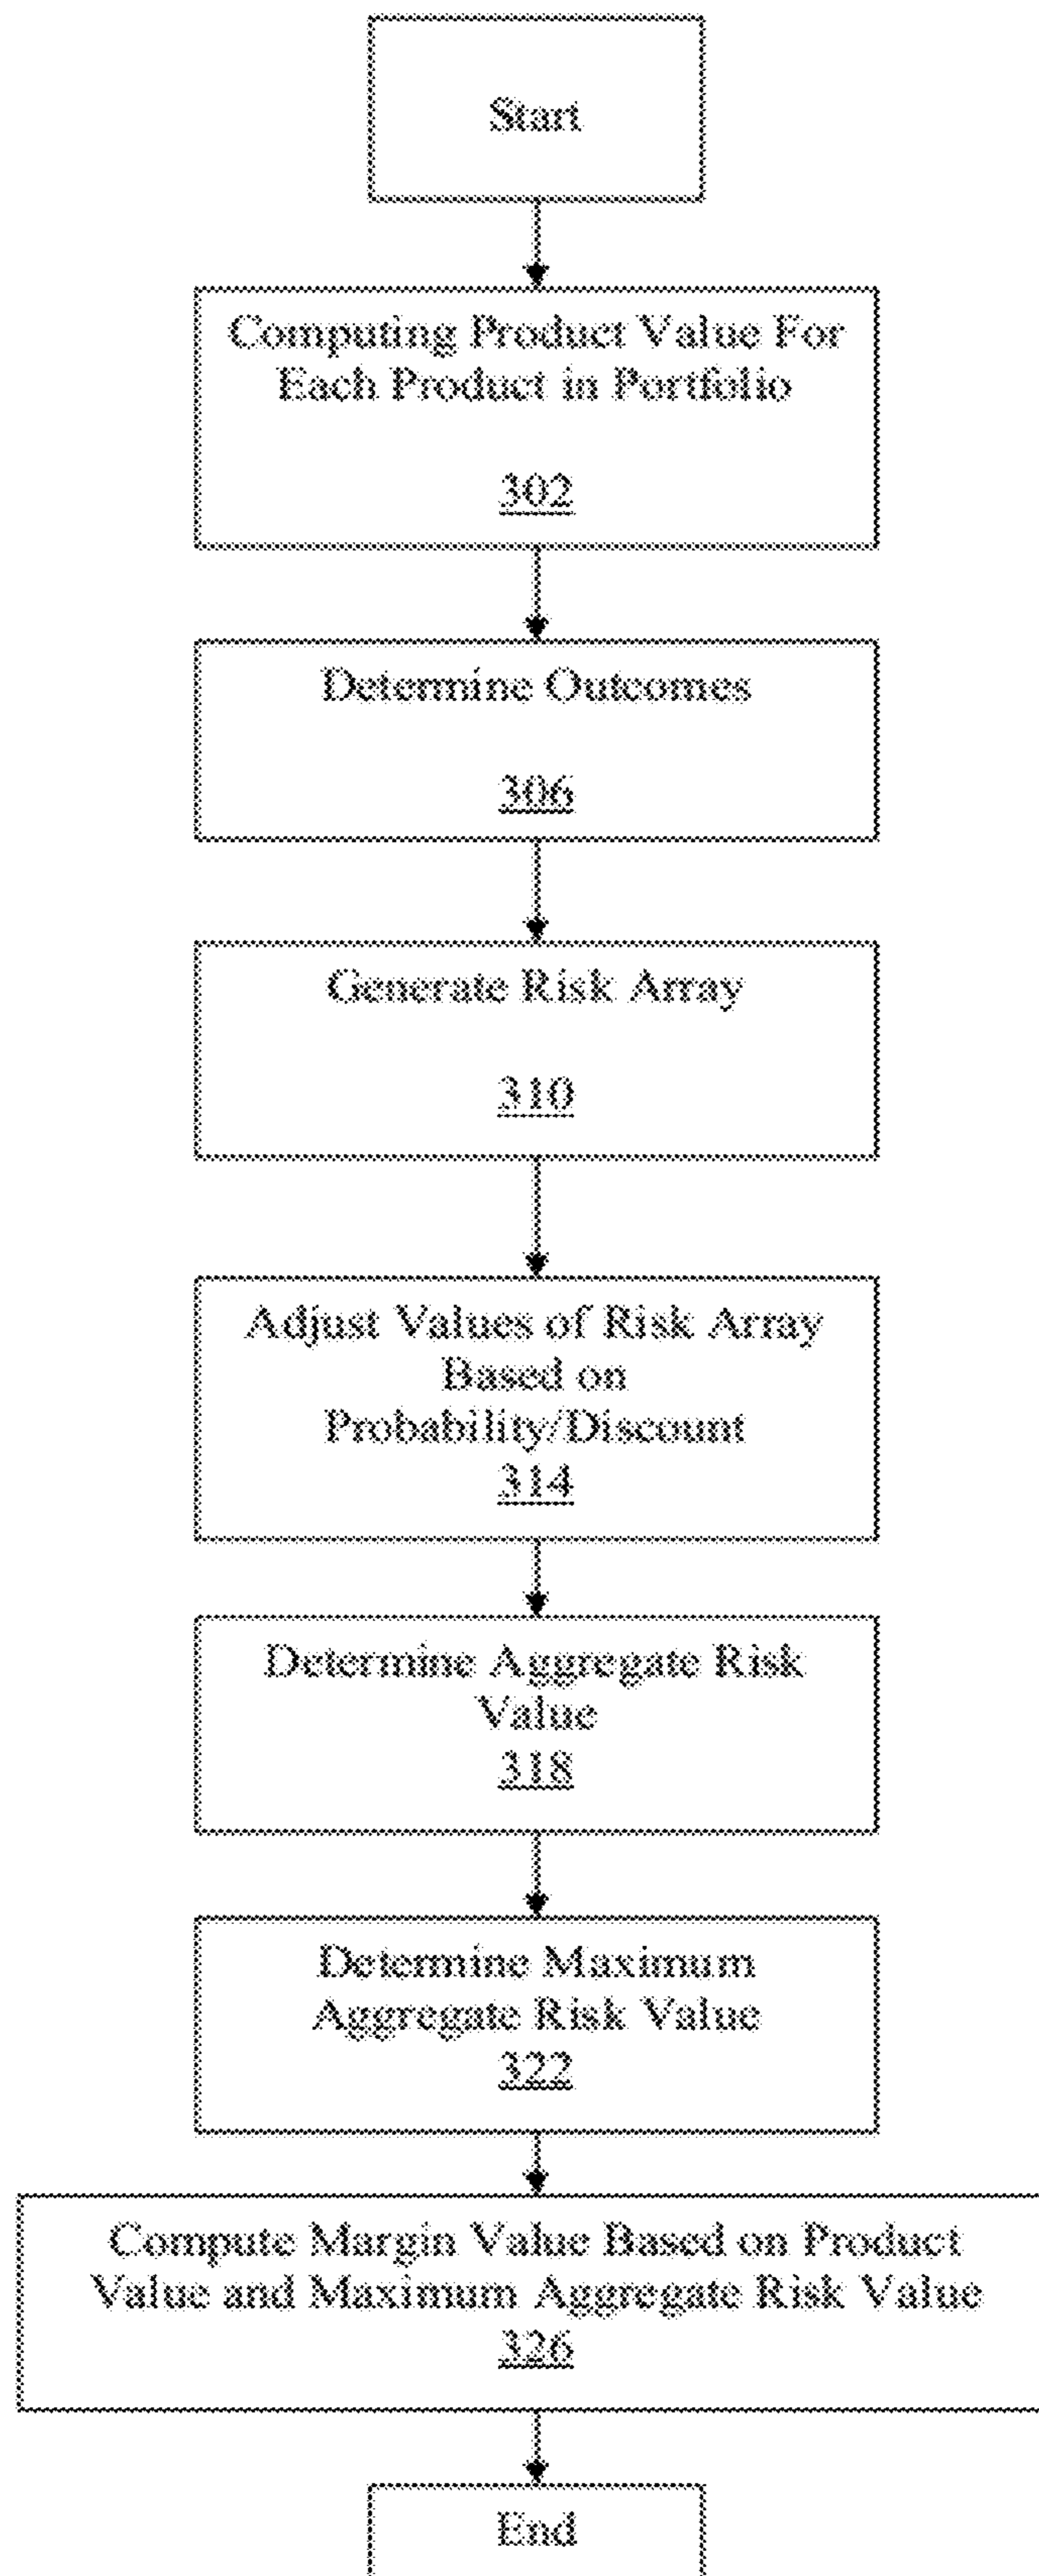 Start
Computing Product Value For
Each Product in Portfolio
302
Determine Outcomes
306
Generate Risk Array
310
Adjust Values of Risk Array
Based on
Probability/Discount
314
Determine Aggregate Risk
Value
318
Determine Maximum
Aggregate Risk Value
322
Compute Margin Value Based on Product
Value and Maximum Aggregate Risk Value
326
End